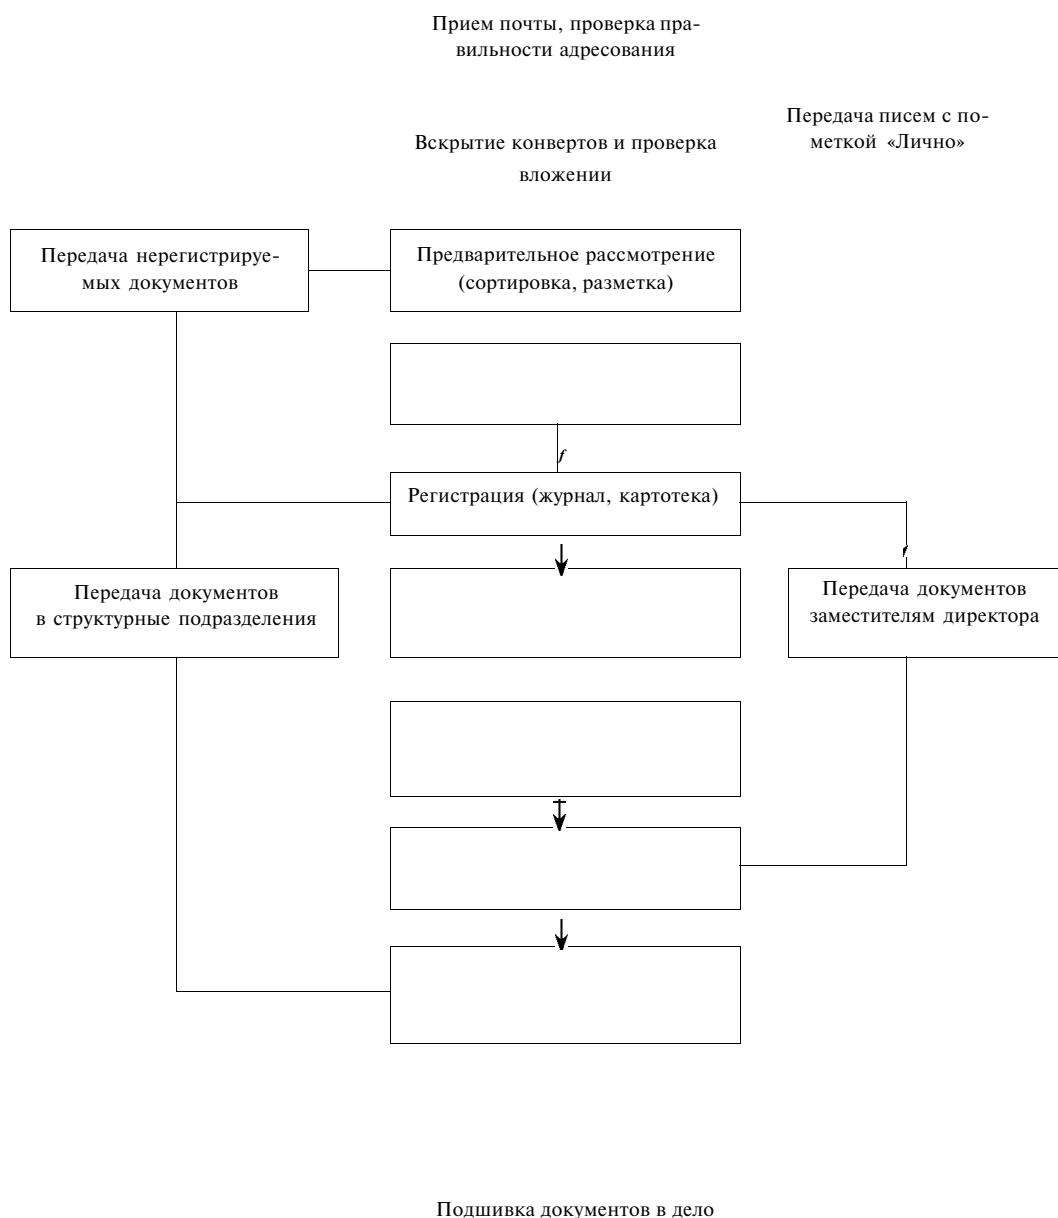 Прием почты, проверка пра-
вильности адресования
Передача писем с по-
меткой «Лично»
Вскрытие конвертов и проверка
вложении
Передача нерегистрируе-
мых документов
Предварительное рассмотрение
(сортировка, разметка)
f
Регистрация (журнал, картотека)
Передача документов
в структурные подразделения
Передача документов
заместителям директора
Подшивка документов в дело